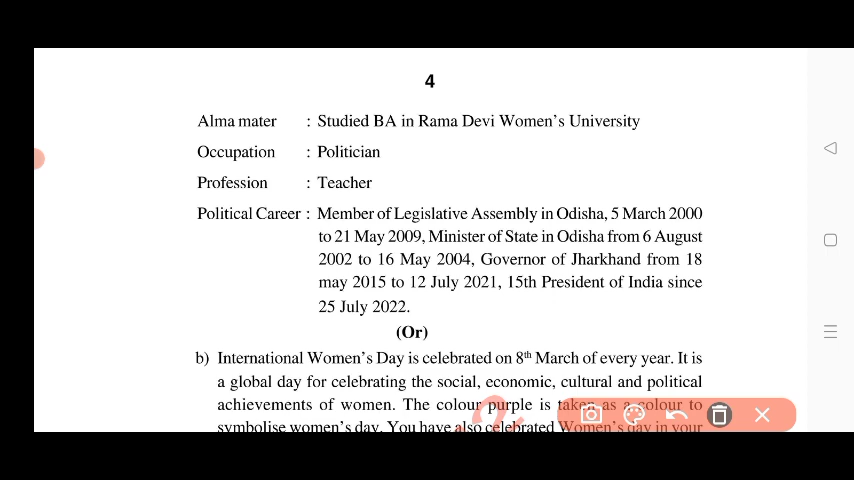 4
Alma mater : Studied BA in Rama Devi Women's University
Occupation : Politician
Profession : Teacher
Political Career : Member of Legislative Assembly in Odisha, 5 March 2000
to 21 May 2009, Minister of State in Odisha from 6 August
2002 to 16 May 2004, Governor of Jharkhand from 18
may 2015 to 12 July 2021, 15th President of India since
25 July 2022.
(Or)
b) International Women's Day is celebrated on 8th March of every year. It is
a global day for celebrating the social, economic, cultural and political
achievements of women. The colour purple is taken as a colour to
symbolise women's day. You have also celebrated Women's day in your